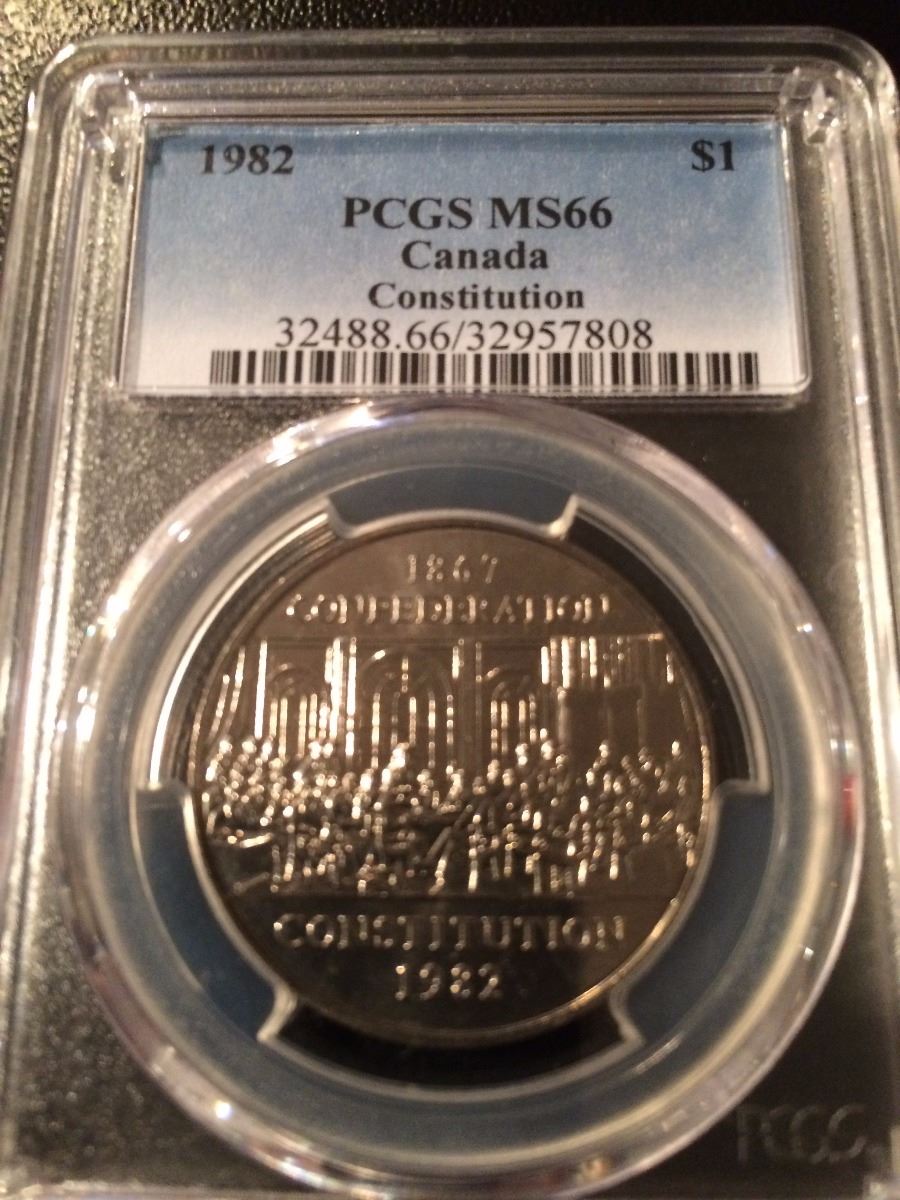 1982 $1
PCGS MS66
Canada
Constitution
32488.66/32957808
1867
CONFEDERATION
CONSTITUTION
1982
PCGS